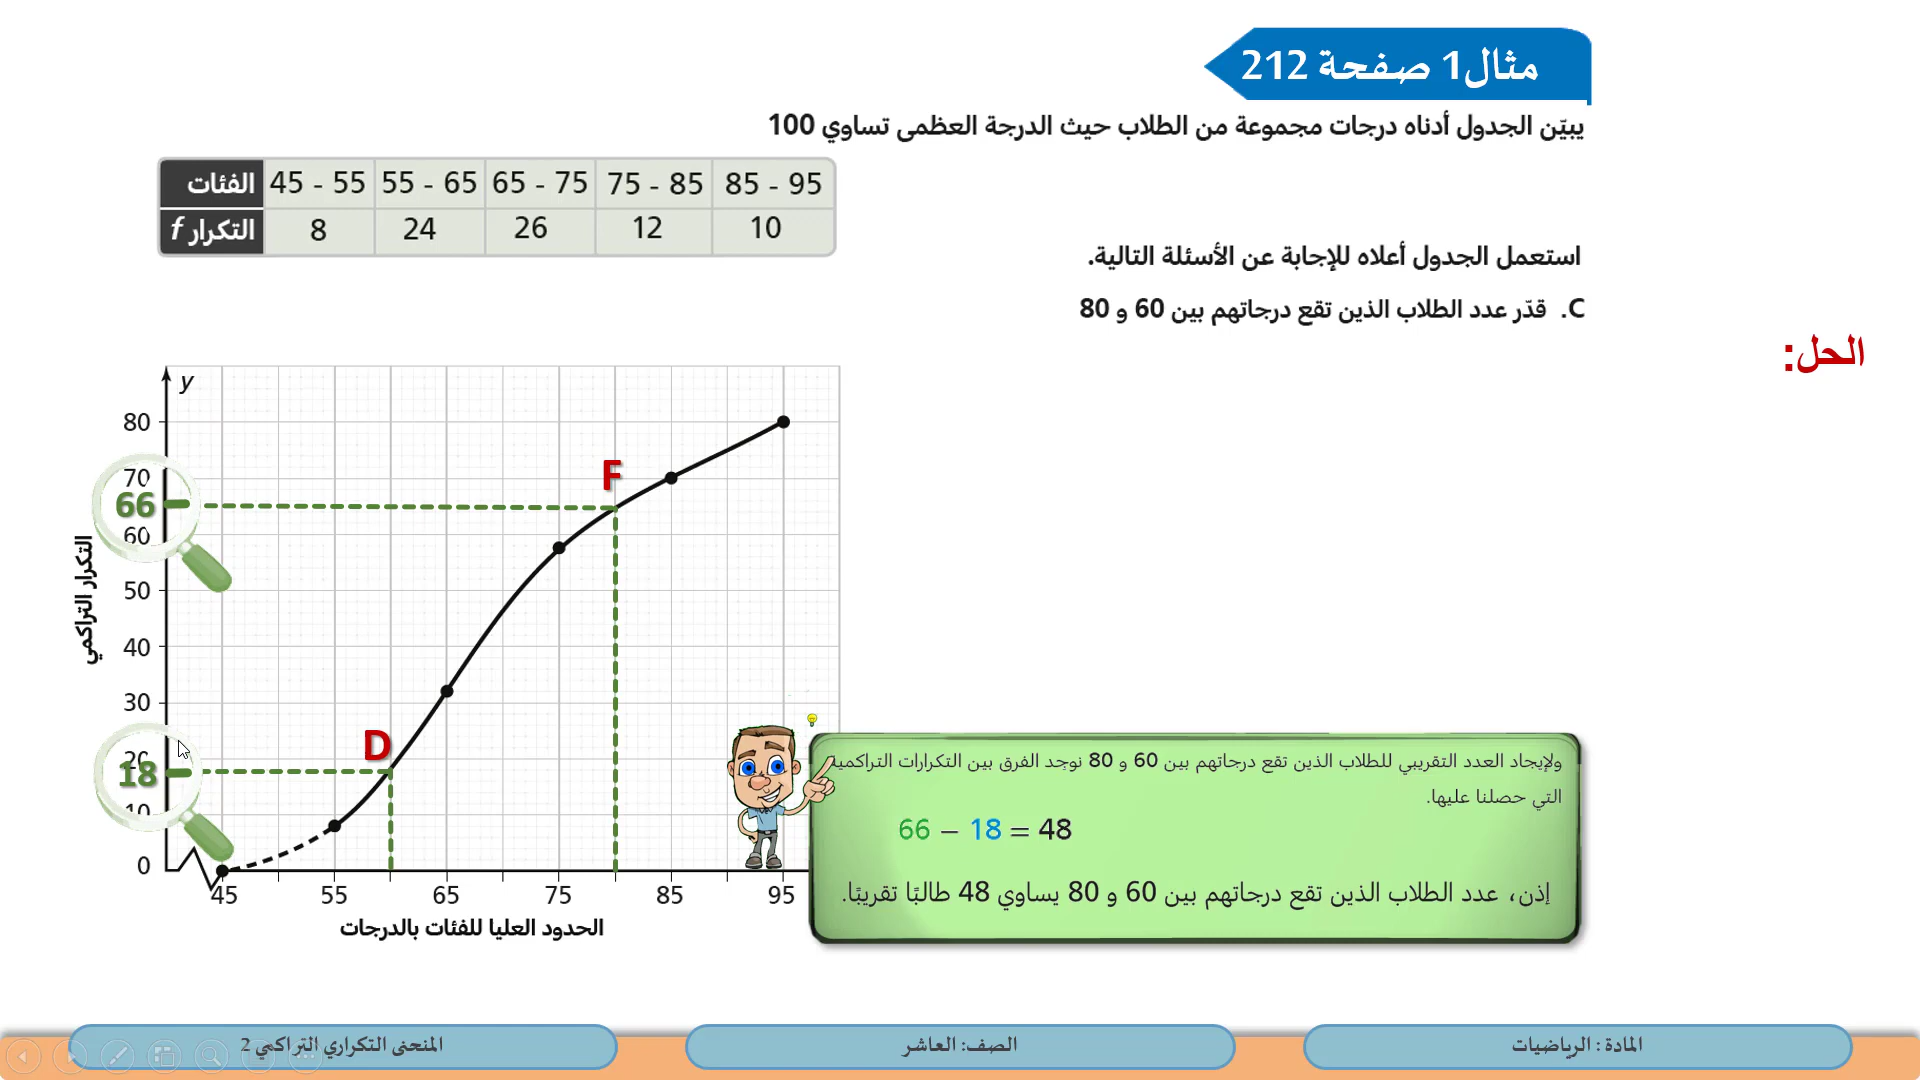 مثال1 صفحة 212
يبيّن الجدول أدناه درجات مجموعة من الطلاب حيث الدرجة العظمى تساوي 100
الفئات 45 - 55 55 - 65 65 - 75 75 - 85 85 - 95
التكرار f 8 24 26 12 10
استعمل الجدول أعلاه للإجابة عن الأسئلة التالية.
C. قدّر عدد الطلاب الذين تقع درجاتهم بين 60 و 80
الحل:
y
80
70
66
60
50
40
30
20
18
10
0
F
D
التكرار التراكمي
45 55 65 75 85 95
الحدود العليا للفئات بالدرجات
ولإيجاد العدد التقريبي للطلاب الذين تقع درجاتهم بين 60 و 80 نوجد الفرق بين التكرارات التراكمية
التي حصلنا عليها.
66 – 18 = 48
إذن، عدد الطلاب الذين تقع درجاتهم بين 60 و 80 يساوي 48 طالبًا تقريبًا.
المادة : الرياضيات
الصف: العاشر
المنحنى التكراري التراكمي 2